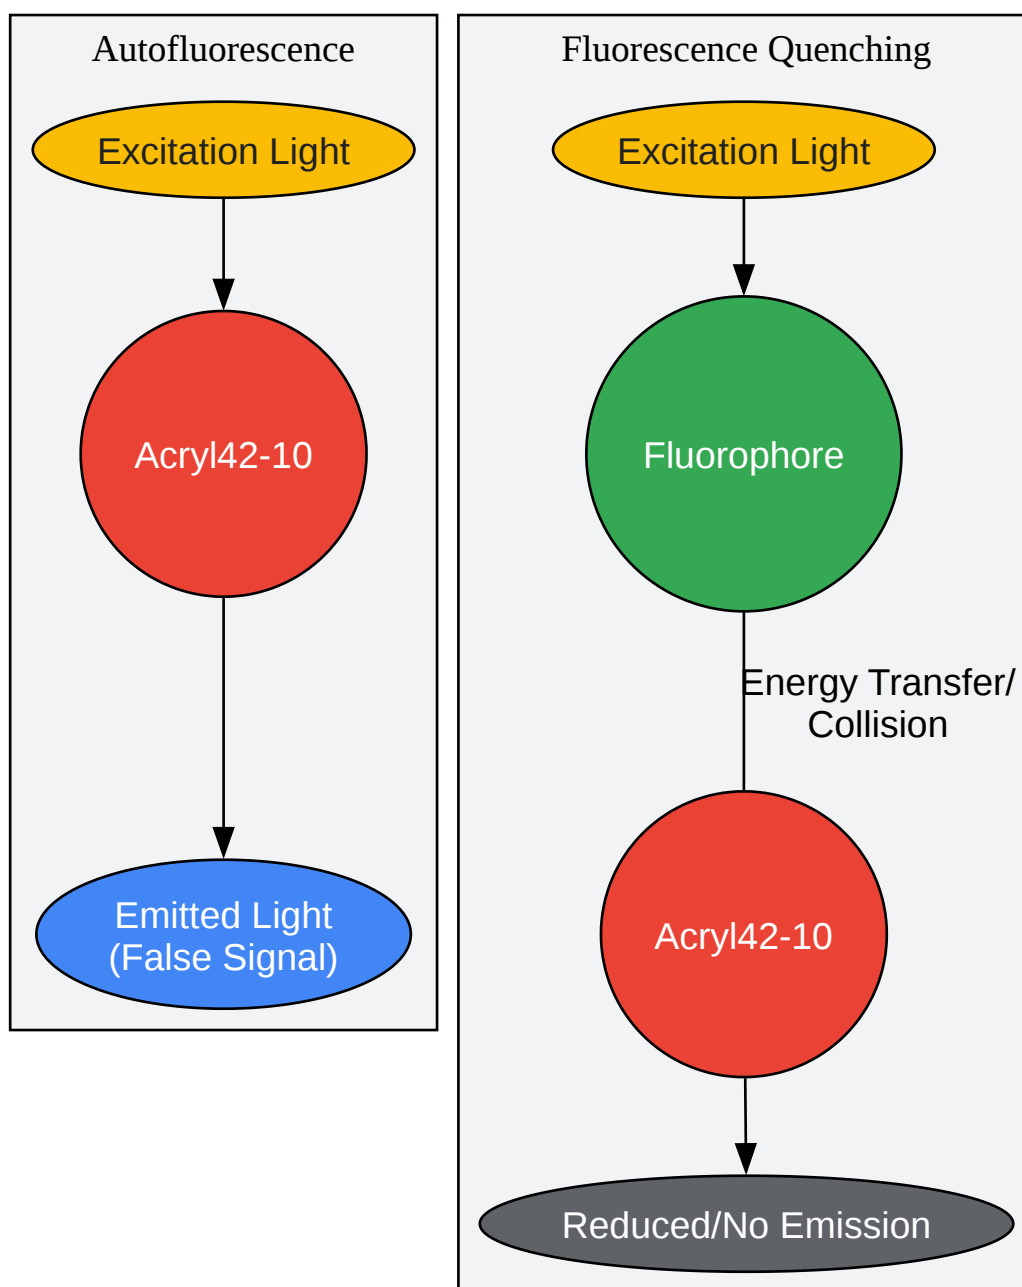 Autofluorescence
Excitation Light
Acryl42-10
Emitted Light
(False Signal)
Fluorescence Quenching
Excitation Light
Fluorophore
Energy Transfer/
Collision
Acryl42-10
Reduced/No Emission